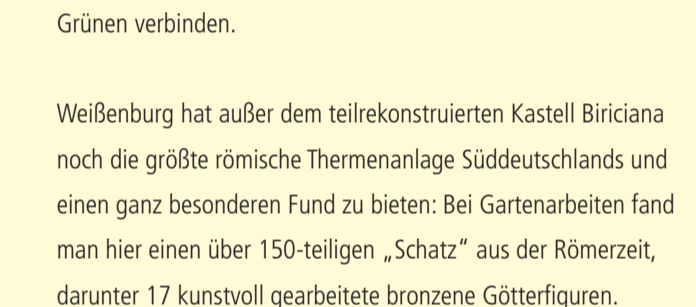 Grünen verbinden.
Weißenburg hat außer dem teilrekonstruierten Kastell Biriciana
noch die größte römische Thermenanlage Süddeutschlands und
einen ganz besonderen Fund zu bieten: Bei Gartenarbeiten fand
man hier einen über 150-teiligen „Schatz“ aus der Römerzeit,
darunter 17 kunstvoll gearbeitete bronzene Götterfiguren.